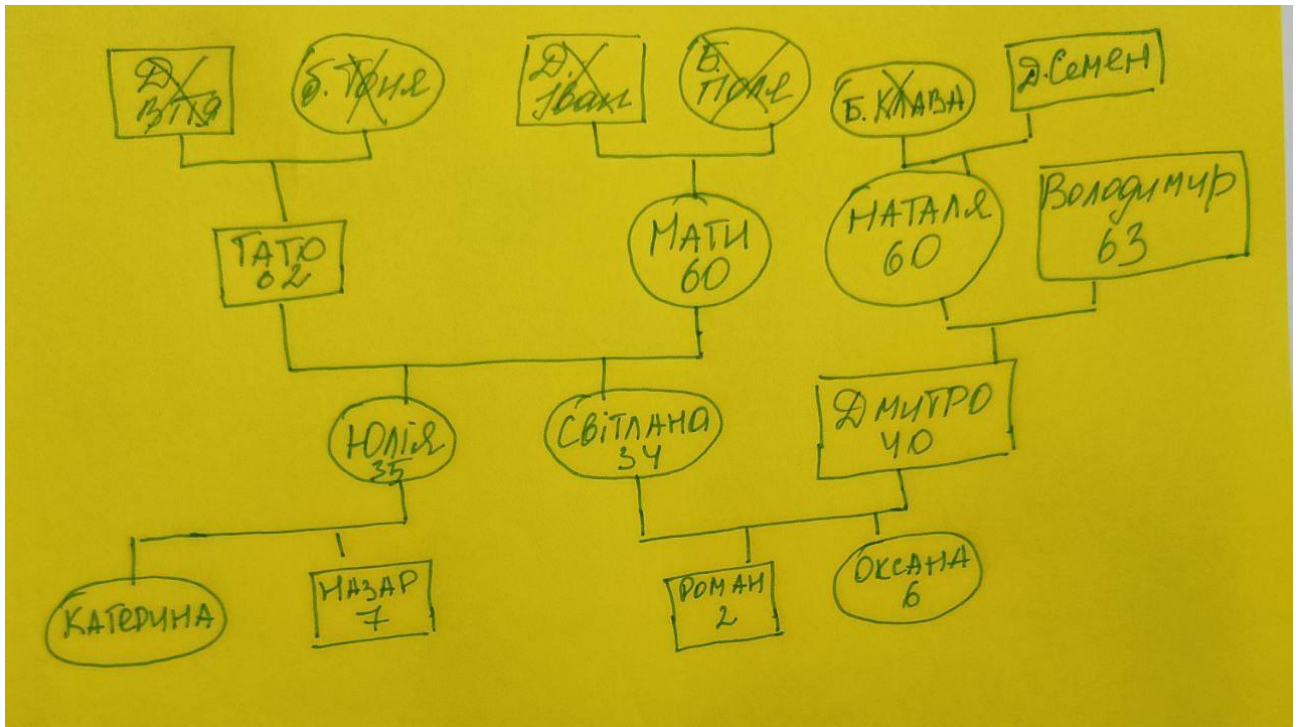 Д.
Вітя
б. Тоня
Д.
Іван
Б.
Поля
Б. КЛАВА
Д. Семен
ТАТО
62
МАТИ
60
НАТАЛЯ
60
Володимир
63
Юлія
35
СВітлАНа
34
ДМИТРО
40
КАТЕРИНА
НАЗАР
7
РОМАН
2
ОКСАНА
6